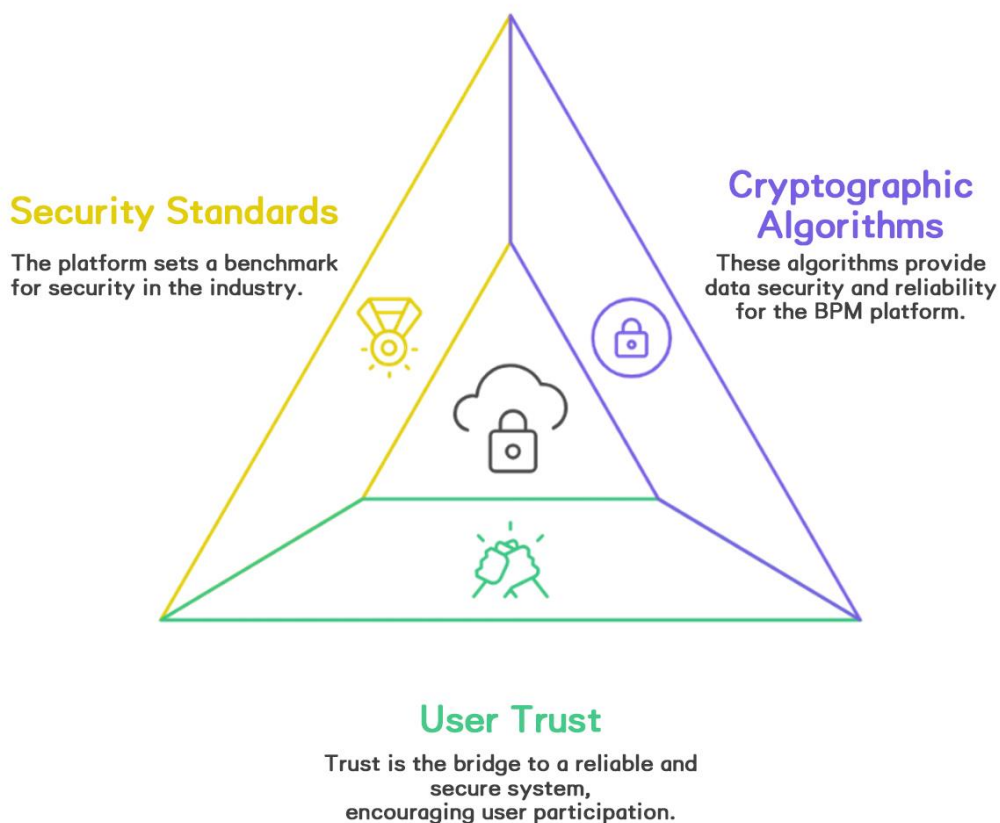 Security Standards
The platform sets a benchmark
for security in the industry.
Cryptographic
Algorithms
These algorithms provide
data security and reliability
for the BPM platform.
User Trust
Trust is the bridge to a reliable and
secure system,
encouraging user participation.